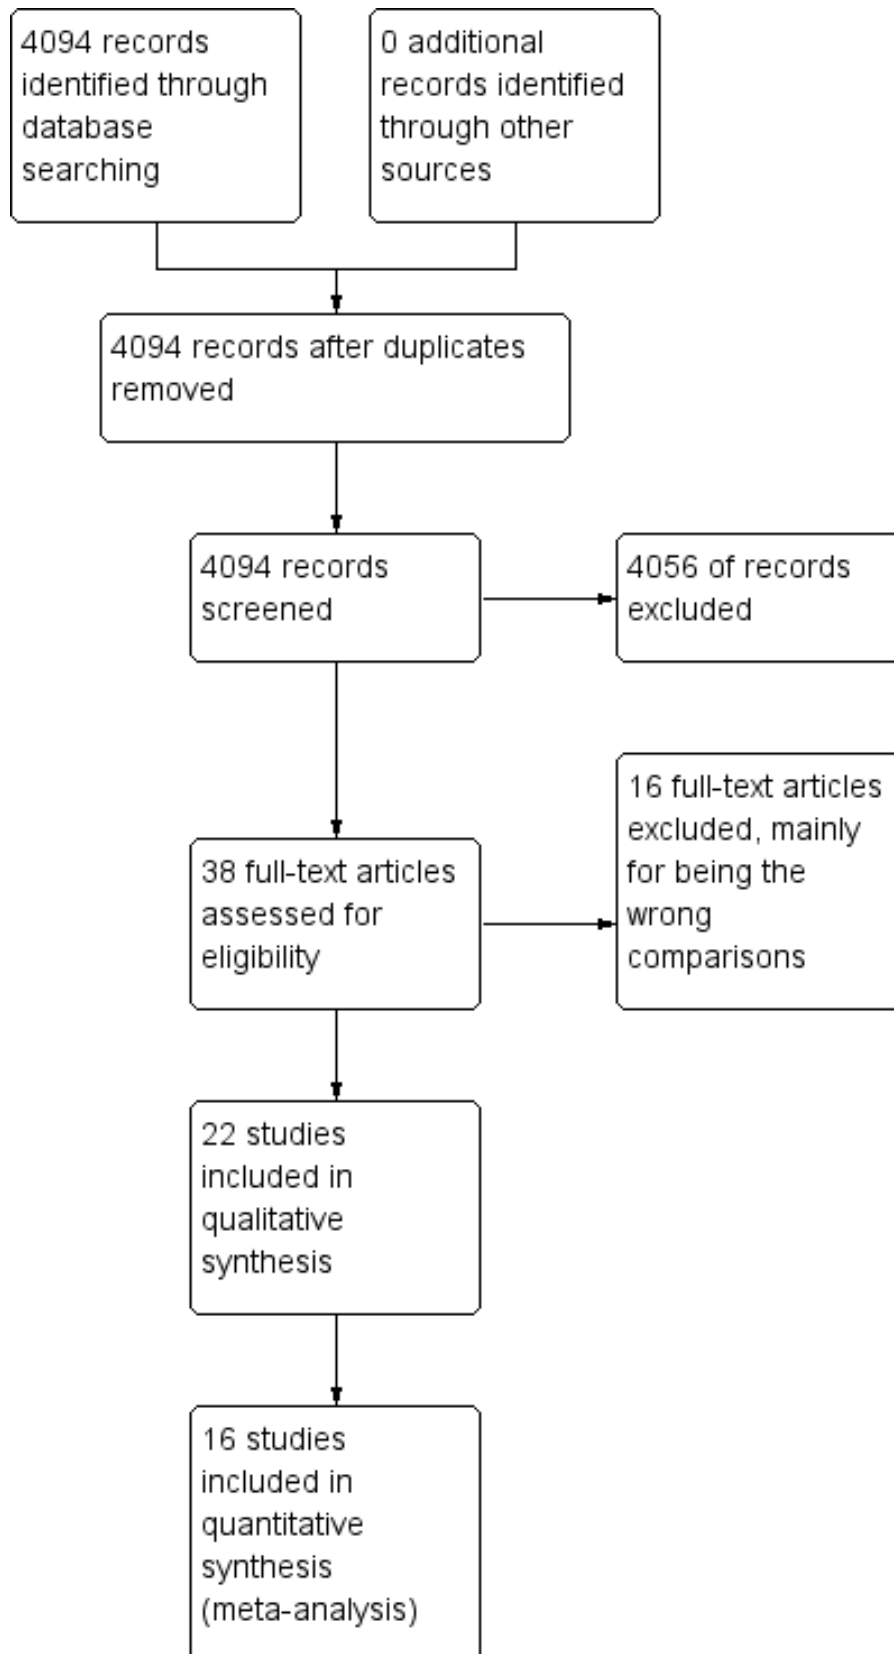 4094 records
identified through
database
searching
0 additional
records identified
through other
sources
4094 records after duplicates
removed
4094 records
screened
4056 of records
excluded
38 full-text articles
assessed for
eligibility
16 full-text articles
excluded, mainly
for being the
wrong
comparisons
22 studies
included in
qualitative
synthesis
16 studies
included in
quantitative
synthesis
(meta-analysis)